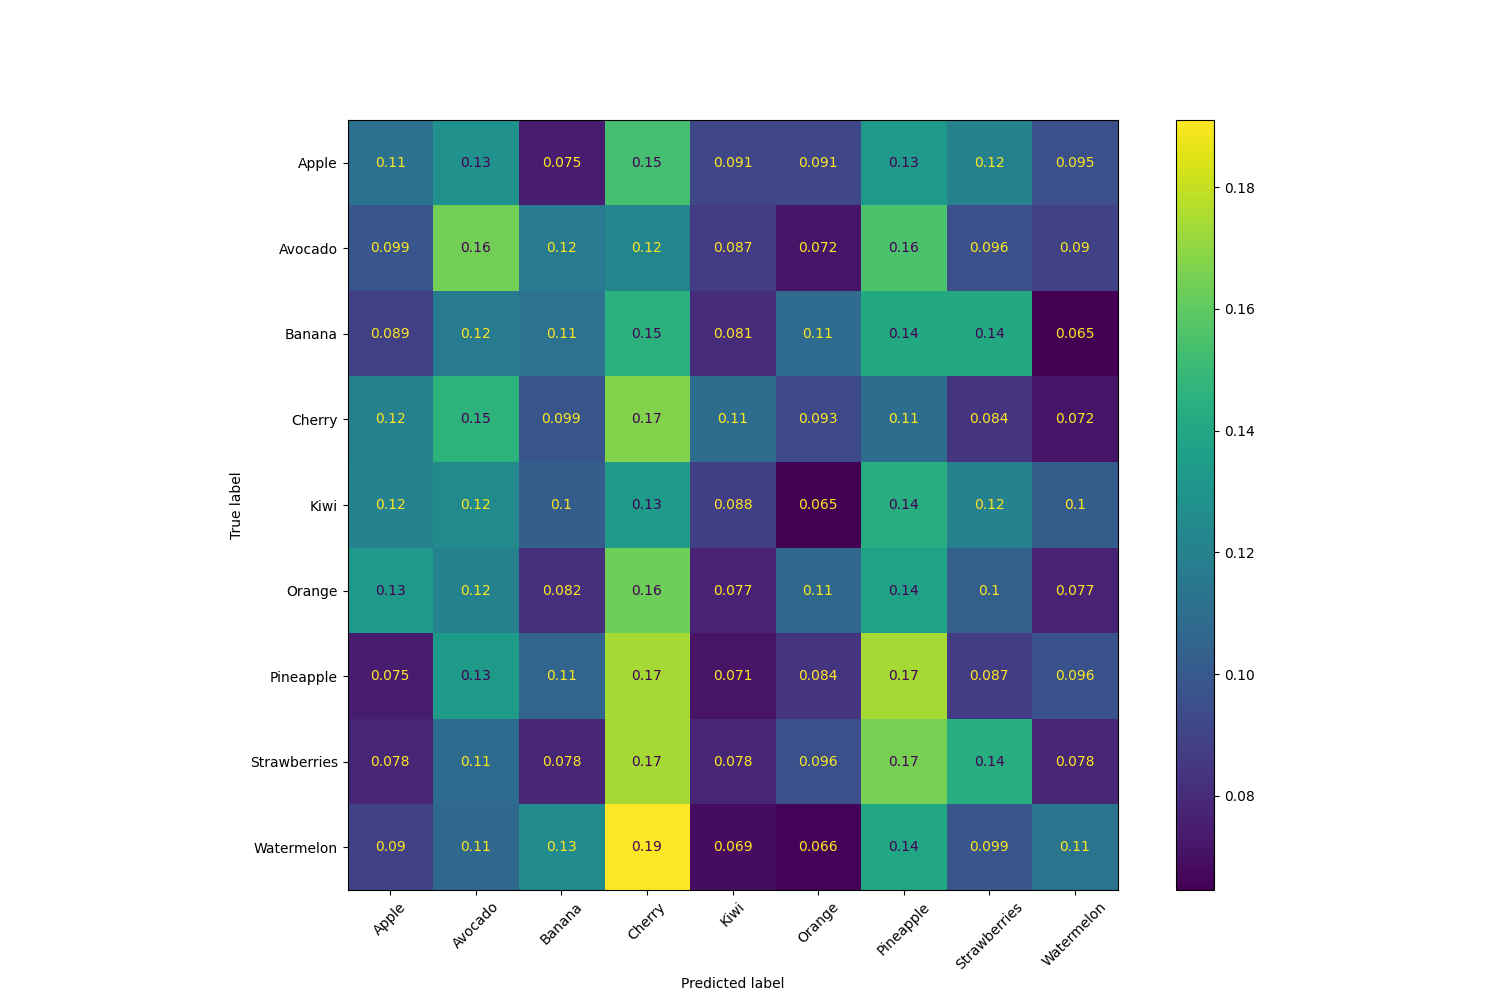 Apple 0.11 0.13 0.075 0.15 0.091 0.091 0.13 0.12 0.095
Avocado 0.099 0.16 0.12 0.12 0.087 0.072 0.16 0.096 0.09
Banana 0.089 0.12 0.11 0.15 0.081 0.11 0.14 0.14 0.065
Cherry 0.12 0.15 0.099 0.17 0.11 0.093 0.11 0.084 0.072
Kiwi 0.12 0.12 0.1 0.13 0.088 0.065 0.14 0.12 0.1
Orange 0.13 0.12 0.082 0.16 0.077 0.11 0.14 0.1 0.077
Pineapple 0.075 0.13 0.11 0.17 0.071 0.084 0.17 0.087 0.096
Strawberries 0.078 0.11 0.078 0.17 0.078 0.096 0.17 0.14 0.078
Watermelon 0.09 0.11 0.13 0.19 0.069 0.066 0.14 0.099 0.11
Apple Avocado Banana Cherry Kiwi Orange Pineapple Strawberries Watermelon
Predicted label
True label
0.18
0.16
0.14
0.12
0.10
0.08